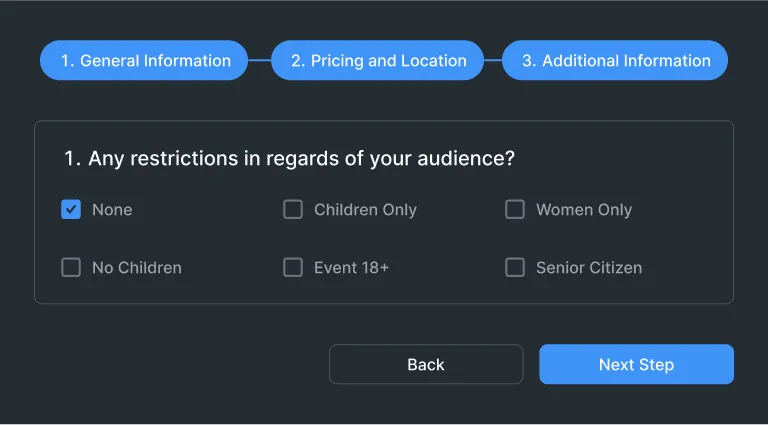 1. General Information 2. Pricing and Location 3. Additional Information
1. Any restrictions in regards of your audience?
None Children Only Women Only
No Children Event 18+ Senior Citizen
Back Next Step